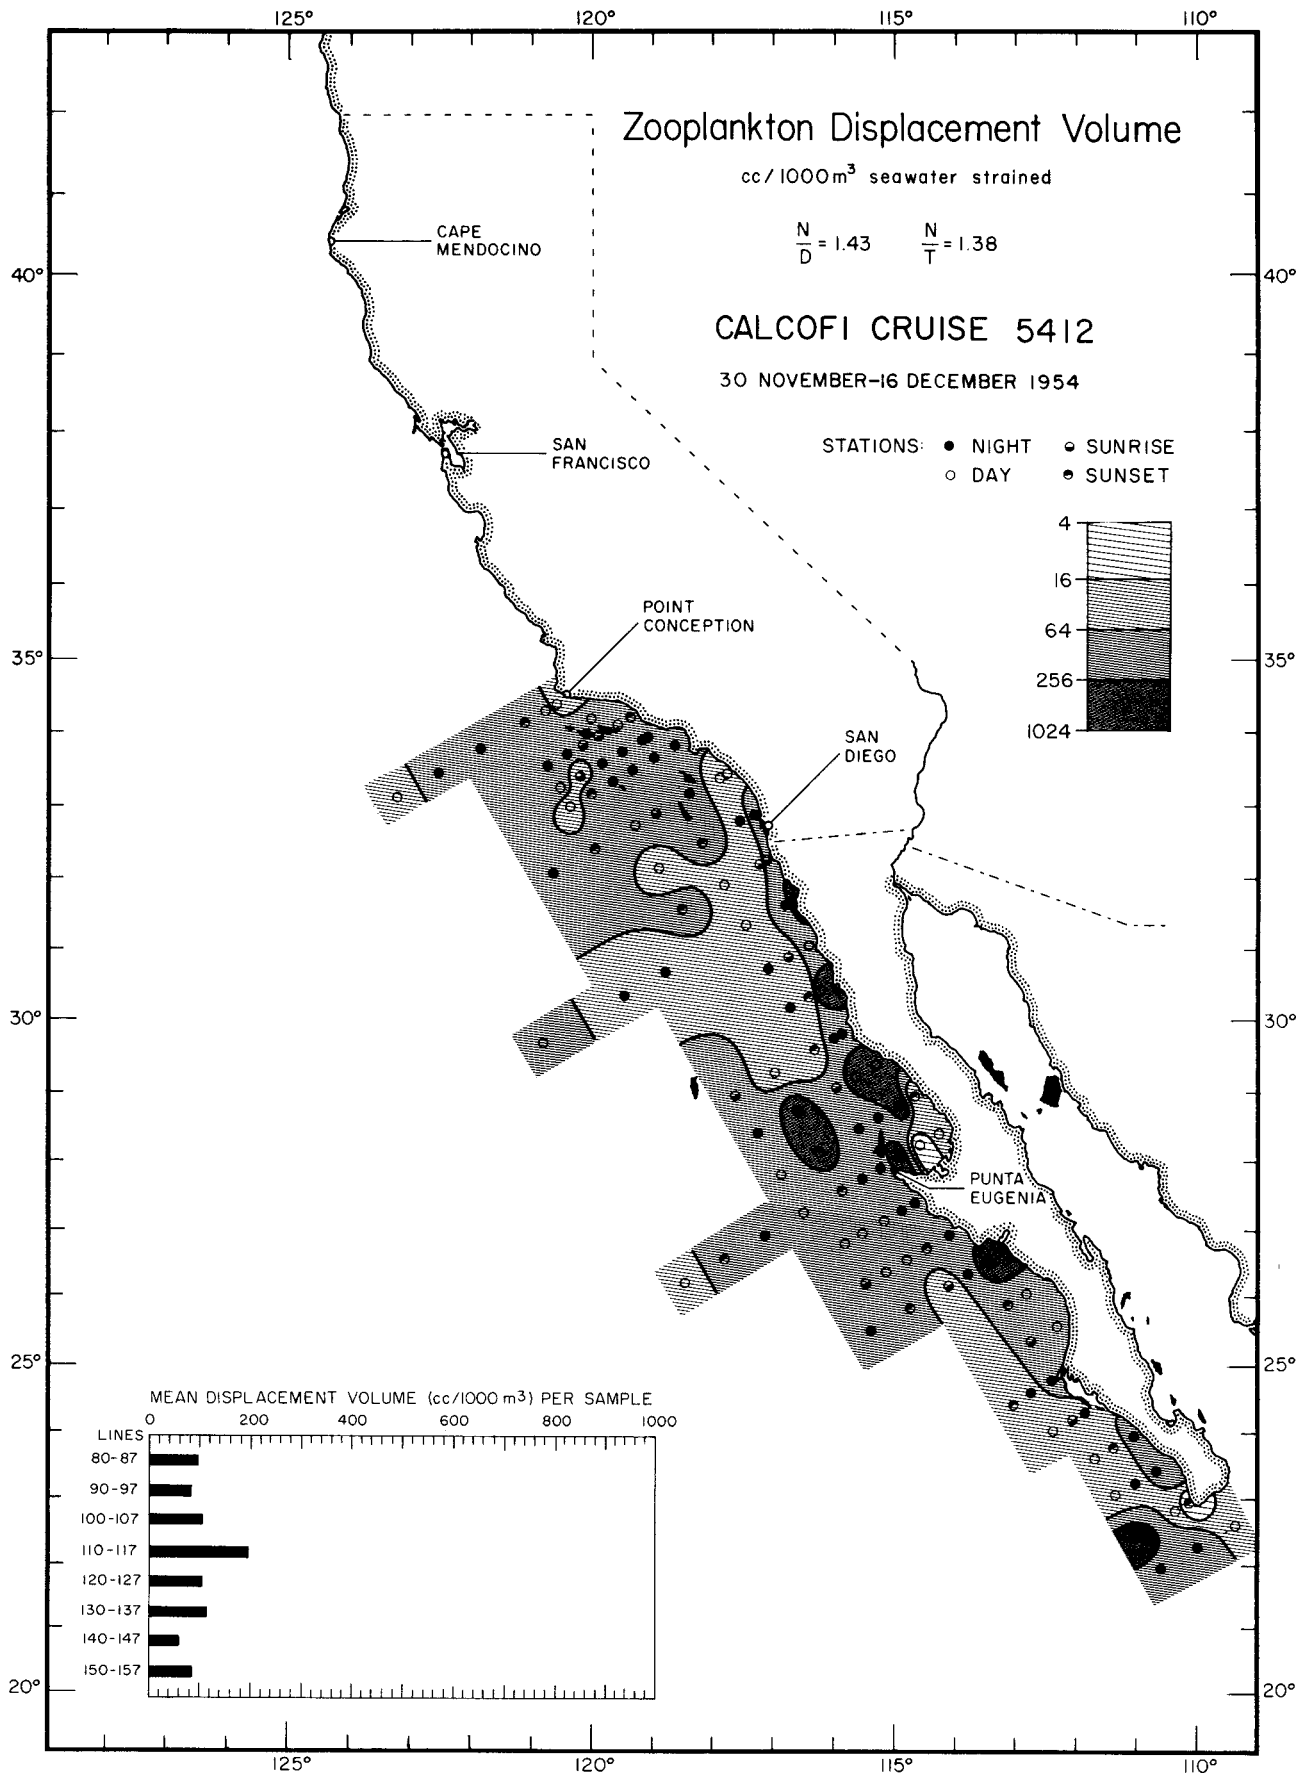 125° 120° 115° 110°
Zooplankton Displacement Volume
cc/1000m³ seawater strained
N/D = 1.43 N/T = 1.38
CAPE
MENDOCINO
40° 40°
CALCOFI CRUISE 5412
30 NOVEMBER-16 DECEMBER 1954
STATIONS: ● NIGHT SUNRISE
○ DAY SUNSET
SAN
FRANCISCO
4
16
64
256
1024
POINT
CONCEPTION
35° 35°
SAN
DIEGO
30° 30°
PUNTA
EUGENIA
25° 25°
MEAN DISPLACEMENT VOLUME (cc/1000m³) PER SAMPLE
0 200 400 600 800 1000
LINES
80-87
90-97
100-107
110-117
120-127
130-137
140-147
150-157
20° 20°
125° 120° 115° 110°